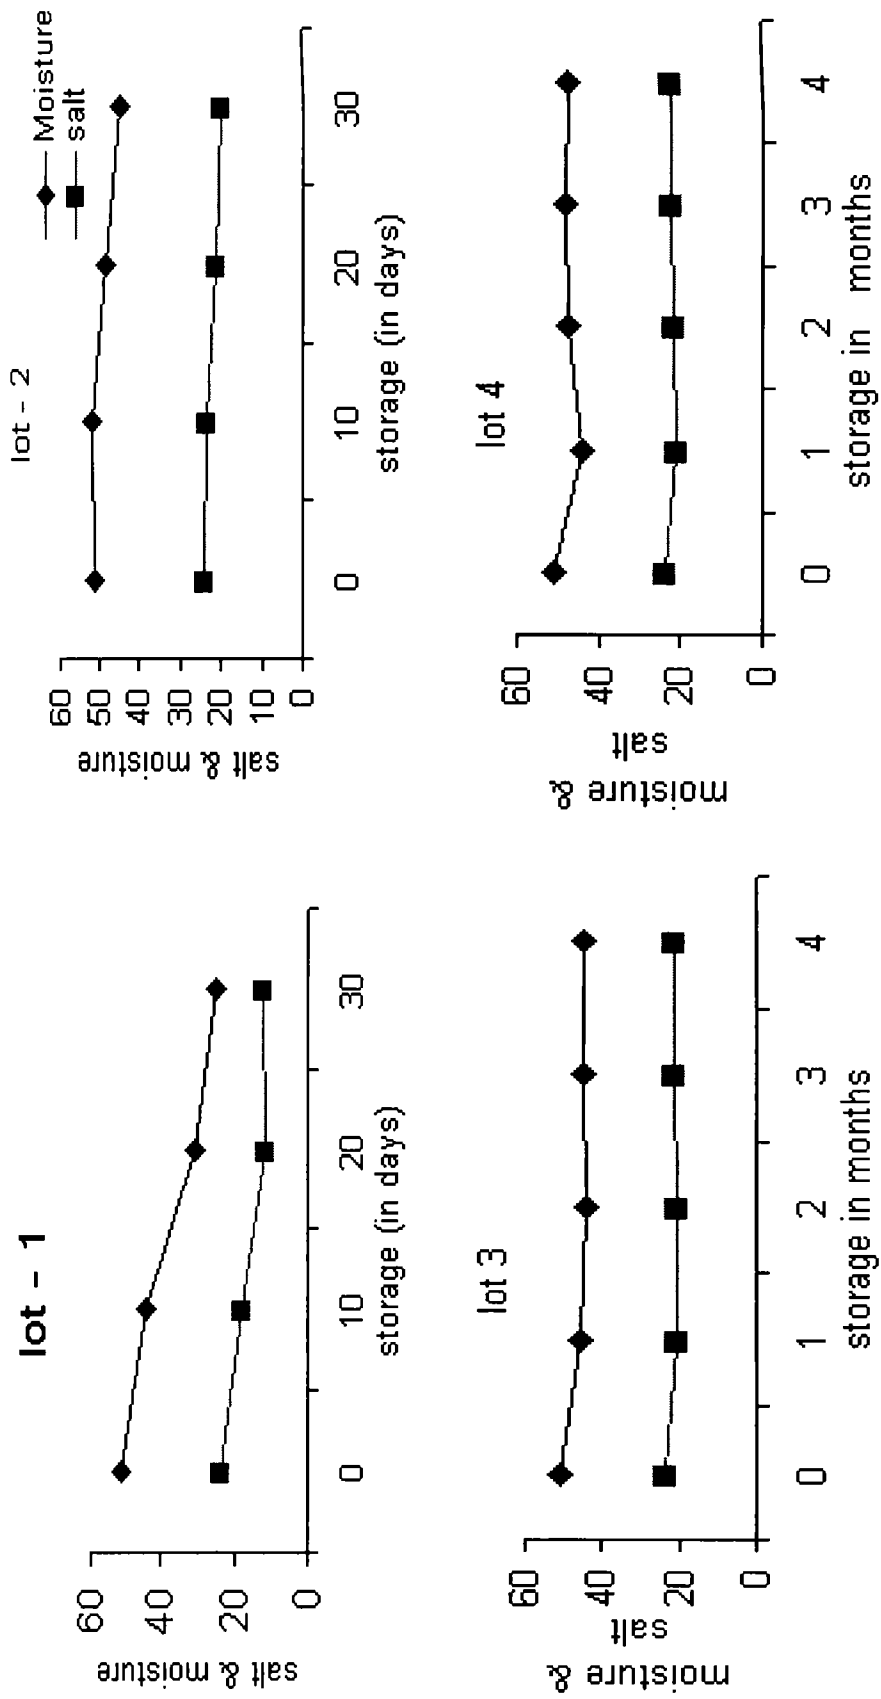 lot - 1
60
40
20
0
salt & moisture
0 10 20 30
storage (in days)
lot - 2
Moisture
salt
60
50
40
30
20
10
0
salt & moisture
0 10 20 30
storage (in days)
lot 3
60
40
20
0
moisture &
salt
0 1 2 3 4
storage in months
lot 4
60
40
20
0
moisture &
salt
0 1 2 3 4
storage in months